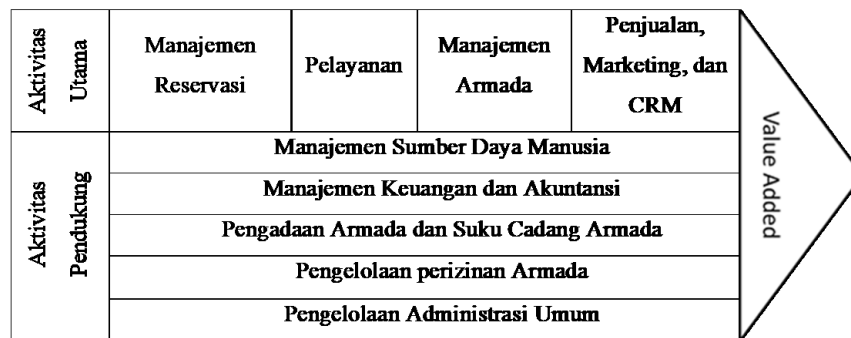 Aktivitas
Utama
Manajemen
Reservasi
Pelayanan
Manajemen
Armada
Penjualan,
Marketing, dan
CRM
Aktivitas
Pendukung
Manajemen Sumber Daya Manusia
Manajemen Keuangan dan Akuntansi
Pengadaan Armada dan Suku Cadang Armada
Pengelolaan perizinan Armada
Pengelolaan Administrasi Umum
Value Added